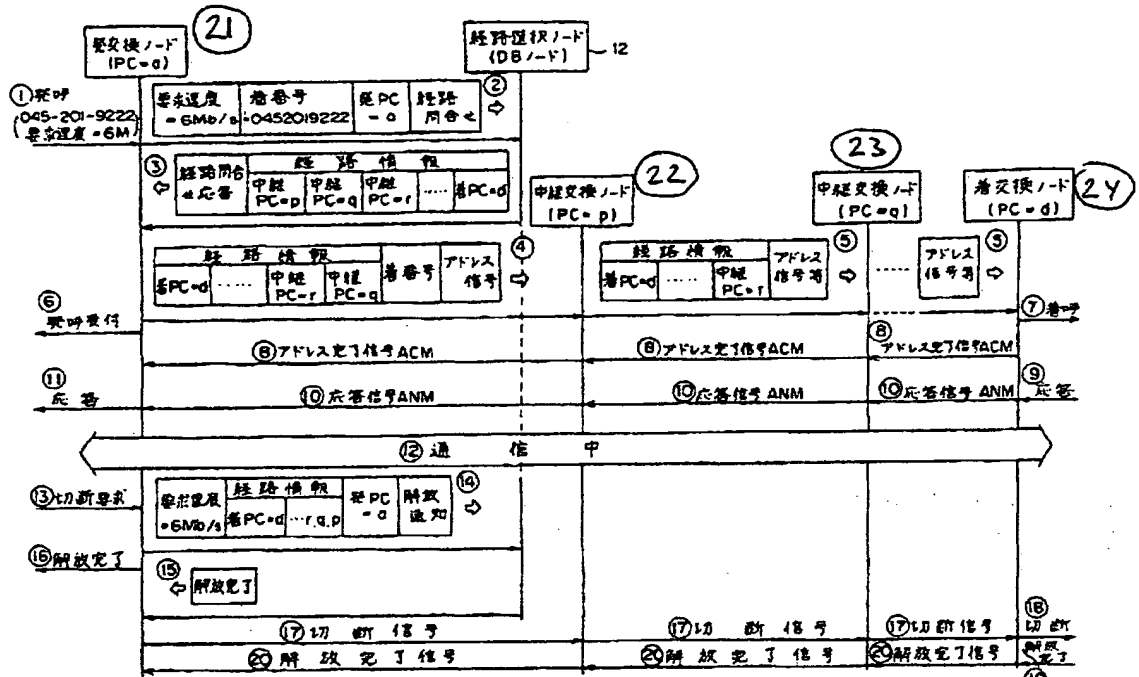 21
発交換ノード
(PC=a)
経路選択ノード
(DBノード)
12
①発呼
045-201-9222
(要求速度=6M)
要求速度
=6Mb/s
着番号
=0452019222
発PC
=a
経路
問合せ
②
③
経路問合
せ応答
経路情報
中継
PC=p
中継
PC=q
中継
PC=r
……
着PC=d
22
中継交換ノード
(PC=p)
23
中継交換ノード
(PC=q)
24
着交換ノード
(PC=d)
経路情報
着PC=d
……
中継
PC=r
中継
PC=q
着番号
アドレス
信号
④
経路情報
着PC=d
……
中継
PC=r
アドレス
信号等
⑤
……
アドレス
信号等
⑤
⑥
発呼受付
⑦着呼
⑧アドレス完了信号ACM
⑧アドレス完了信号ACM
⑧
アドレス完了信号ACM
⑪
応答
⑩応答信号ANM
⑩応答信号ANM
⑩応答信号ANM
⑨
応答
⑫通信中
⑬切断要求
要求速度
=6Mb/s
経路情報
着PC=d
…r,q,p
発PC
=a
解放
通知
⑭
⑯解放完了
⑮
解放完了
⑰切断信号
⑰切断信号
⑰切断信号
⑱
切断
⑳解放完了信号
⑳解放完了信号
⑳解放完了信号
解放
完了